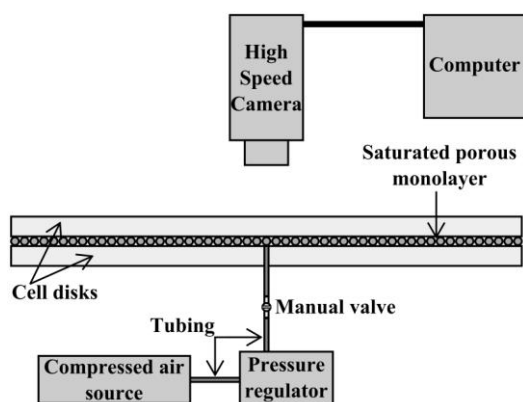 High
Speed
Camera
Computer
Saturated porous
monolayer
Cell disks
Manual valve
Tubing
Compressed air
source
Pressure
regulator